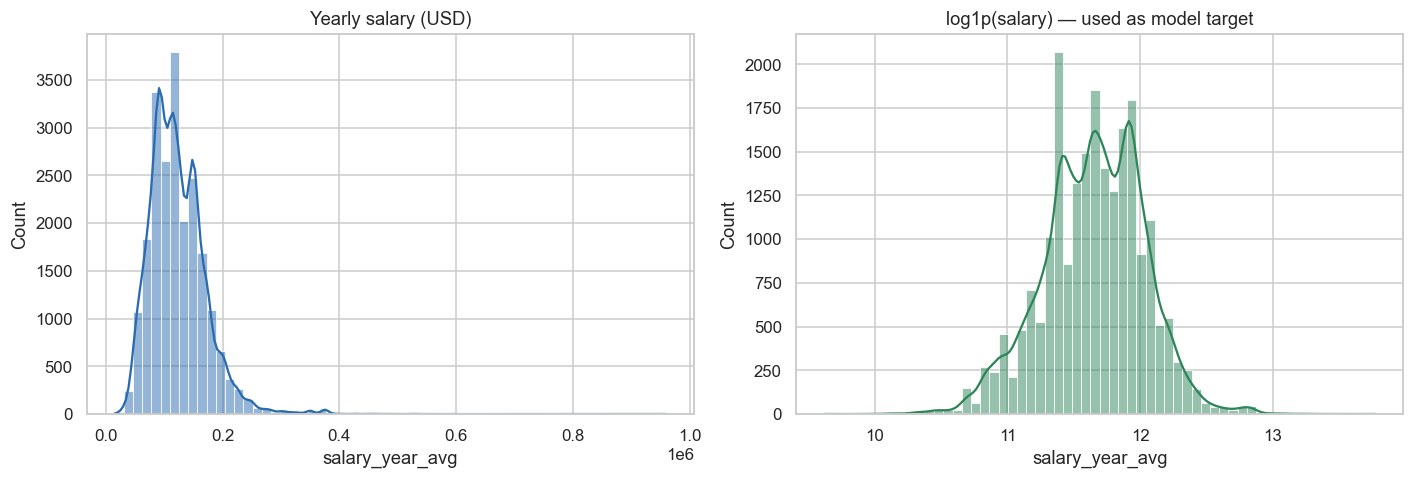 Yearly salary (USD)
3500
3000
2500
2000
1500
1000
500
0
Count
0.0 0.2 0.4 0.6 0.8 1.0
1e6
salary_year_avg
log1p(salary) — used as model target
2000
1750
1500
1250
1000
750
500
250
0
Count
10 11 12 13
salary_year_avg